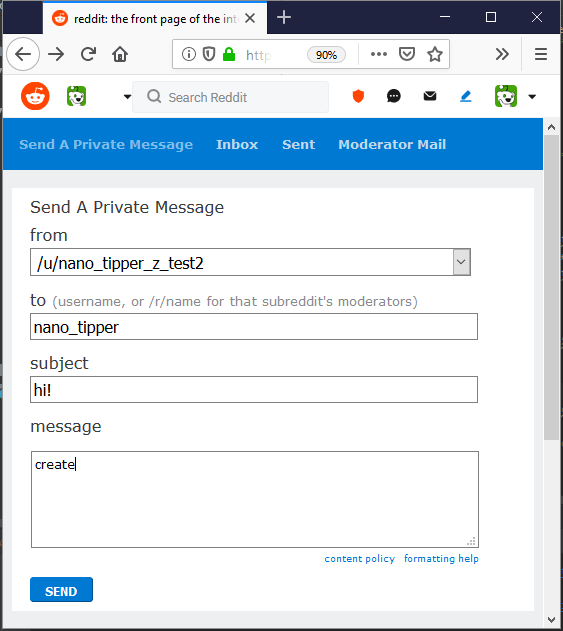 reddit: the front page of the int
http
90%
Search Reddit
Send A Private Message Inbox Sent Moderator Mail
Send A Private Message
from
/u/nano_tipper_z_test2
to (username, or /r/name for that subreddit's moderators)
nano_tipper
subject
hi!
message
create
content policy formatting help
SEND